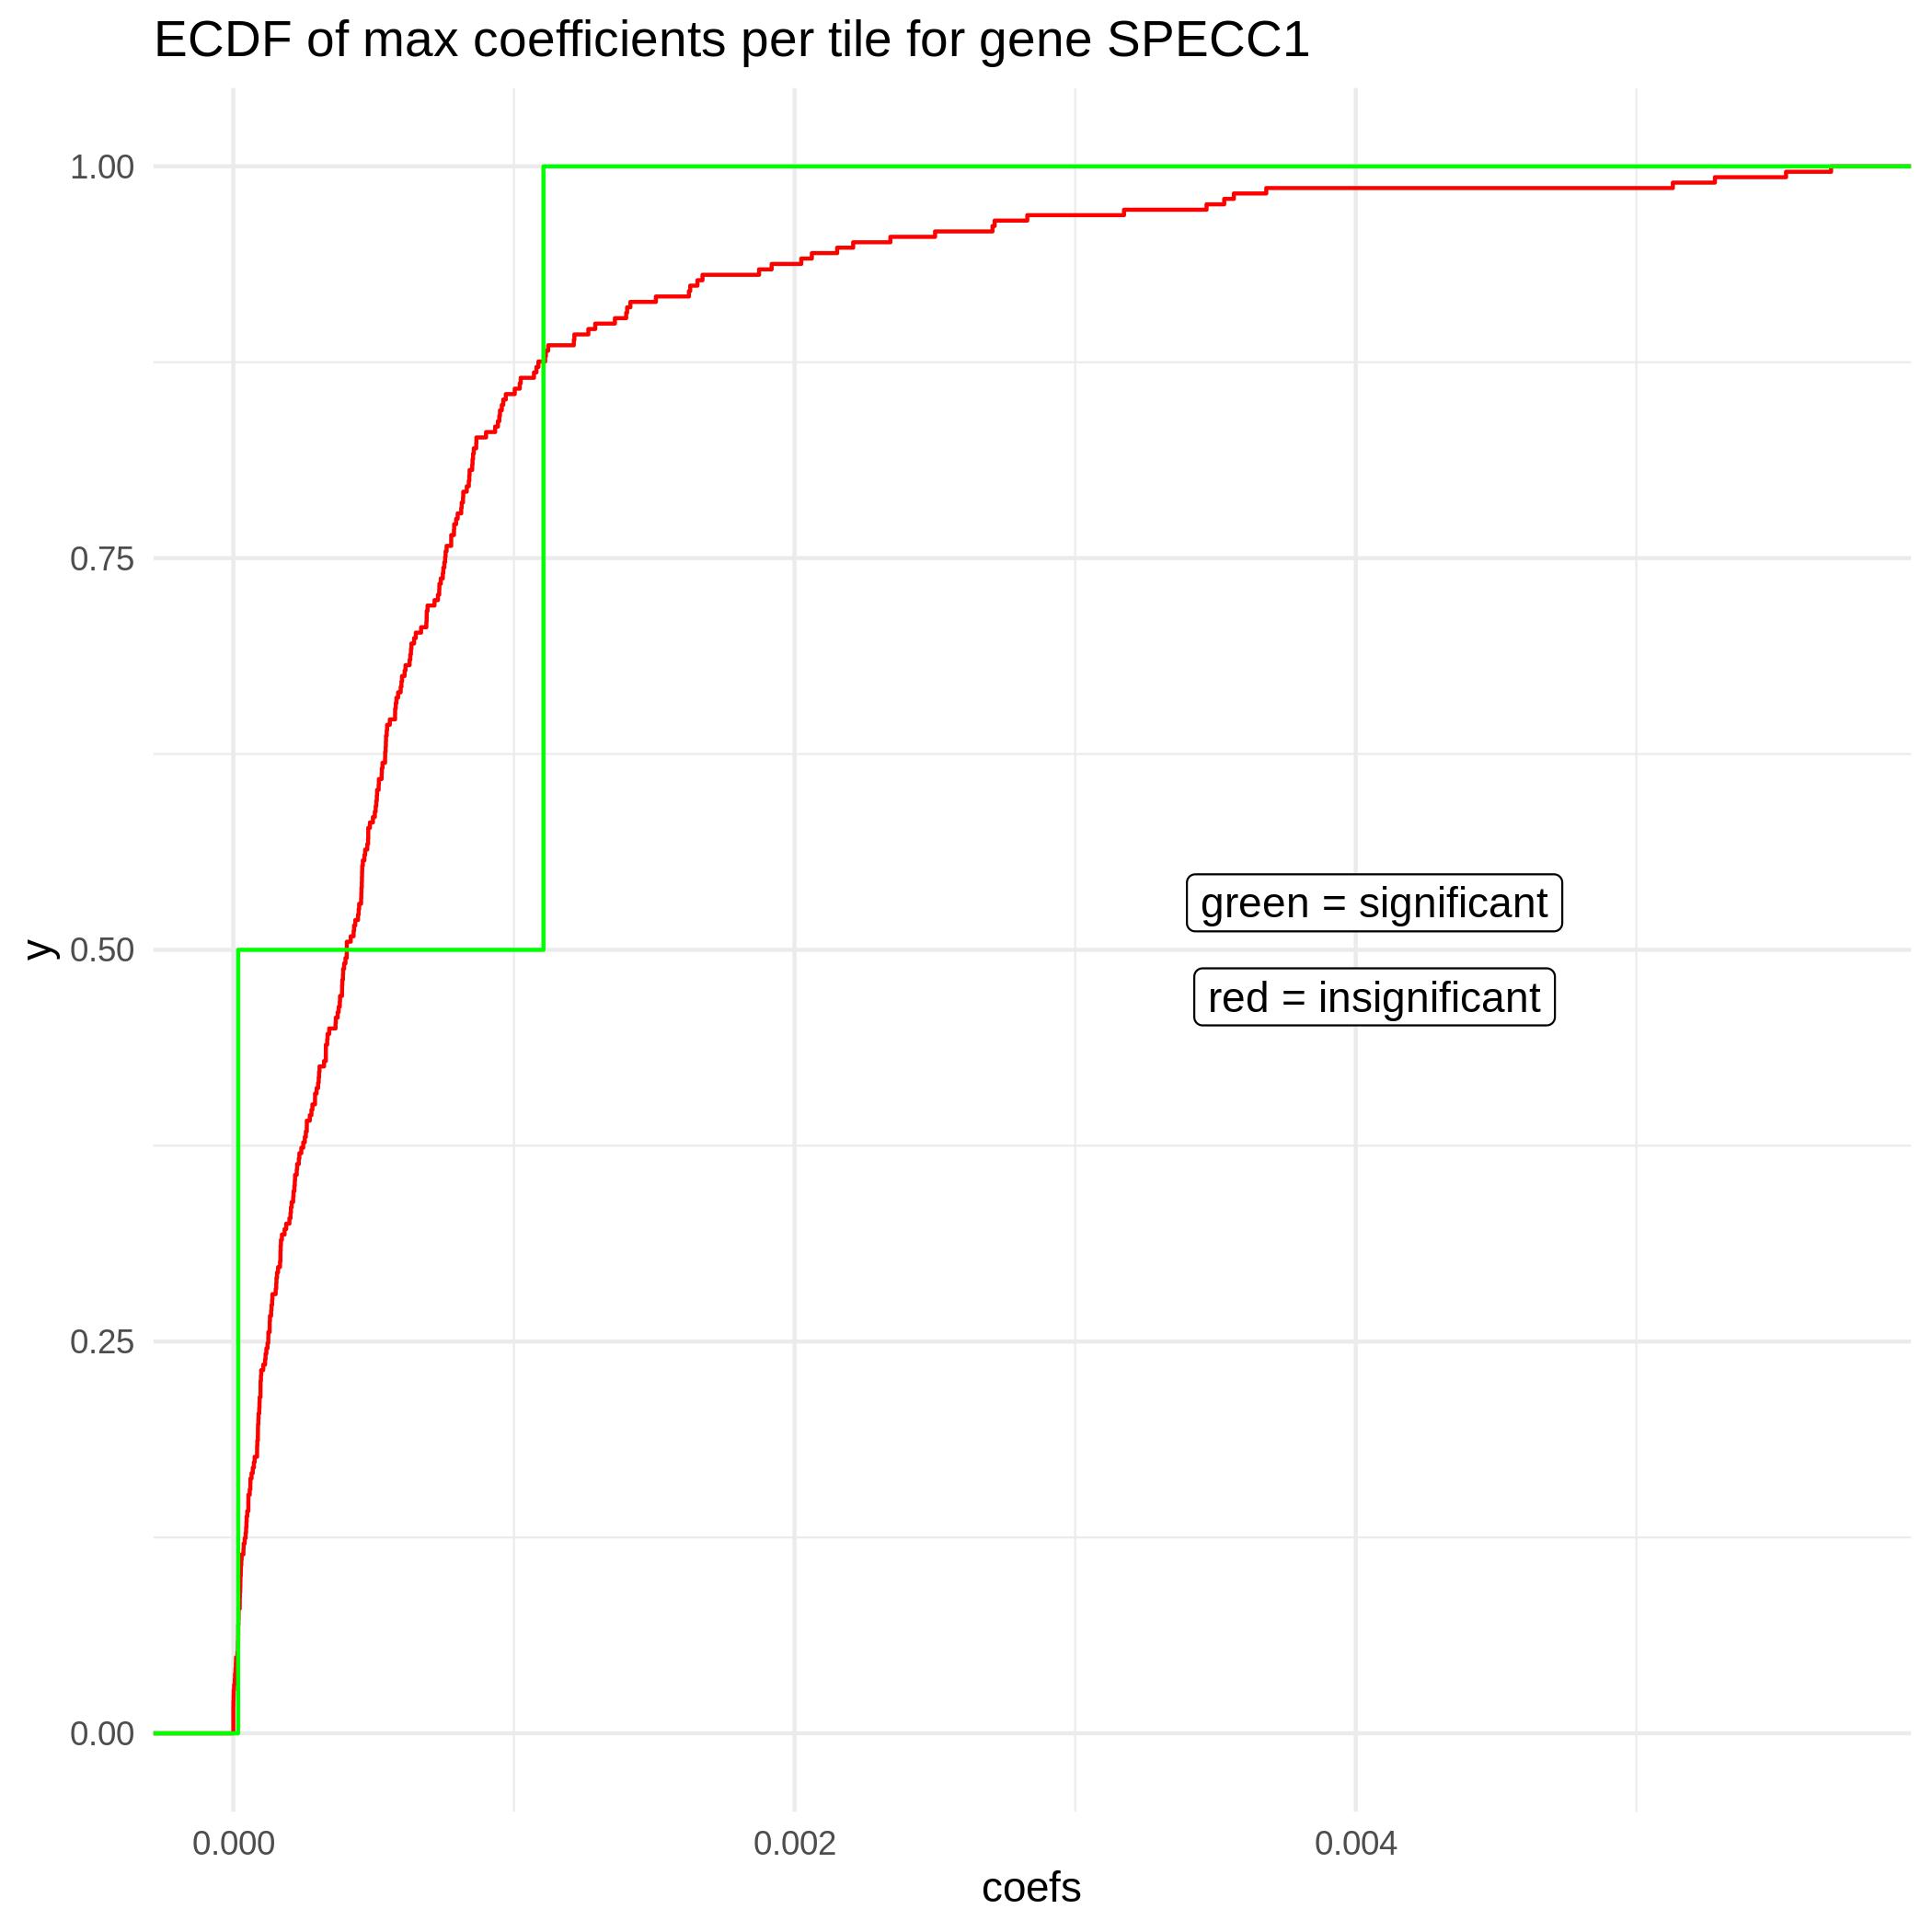 ECDF of max coefficients per tile for gene SPECC1
1.00
0.75
0.50
0.25
0.00
y
green = significant
red = insignificant
0.000
0.002
0.004
coefs